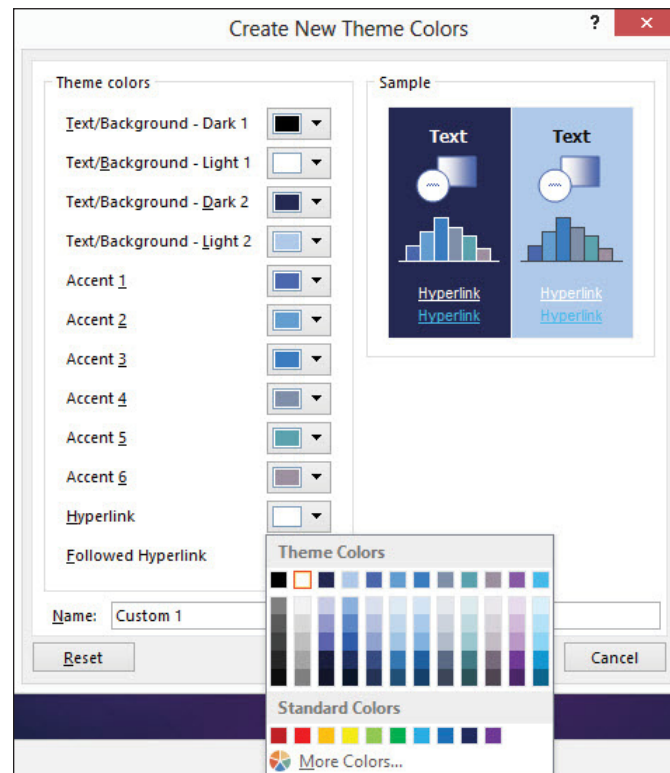 Create New Theme Colors
?
Theme colors
Text/Background - Dark 1
Text/Background - Light 1
Text/Background - Dark 2
Text/Background - Light 2
Accent 1
Accent 2
Accent 3
Accent 4
Accent 5
Accent 6
Hyperlink
Followed Hyperlink
Sample
Text Text
Hyperlink Hyperlink
Hyperlink Hyperlink
Theme Colors
Name: Custom 1
Reset Cancel
Standard Colors
More Colors...